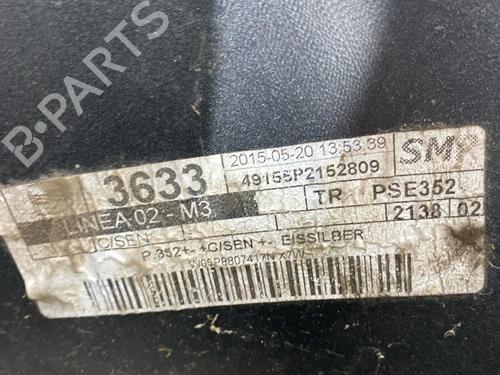 3633
2015-05-20 13:53:39
SMP
49155P2152809
LINEA 02 - M3
TR PSE352
C/SEN
2138 02
P.352+- +C/SEN +- EISSILBER
B-PARTS